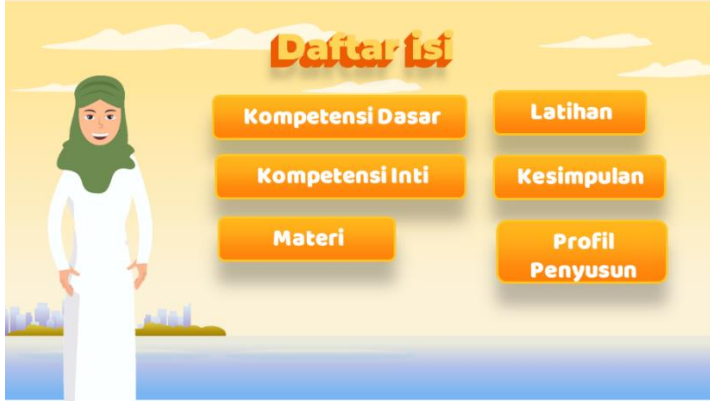 Daftar isi
Kompetensi Dasar
Kompetensi Inti
Materi
Latihan
Kesimpulan
Profil
Penyusun